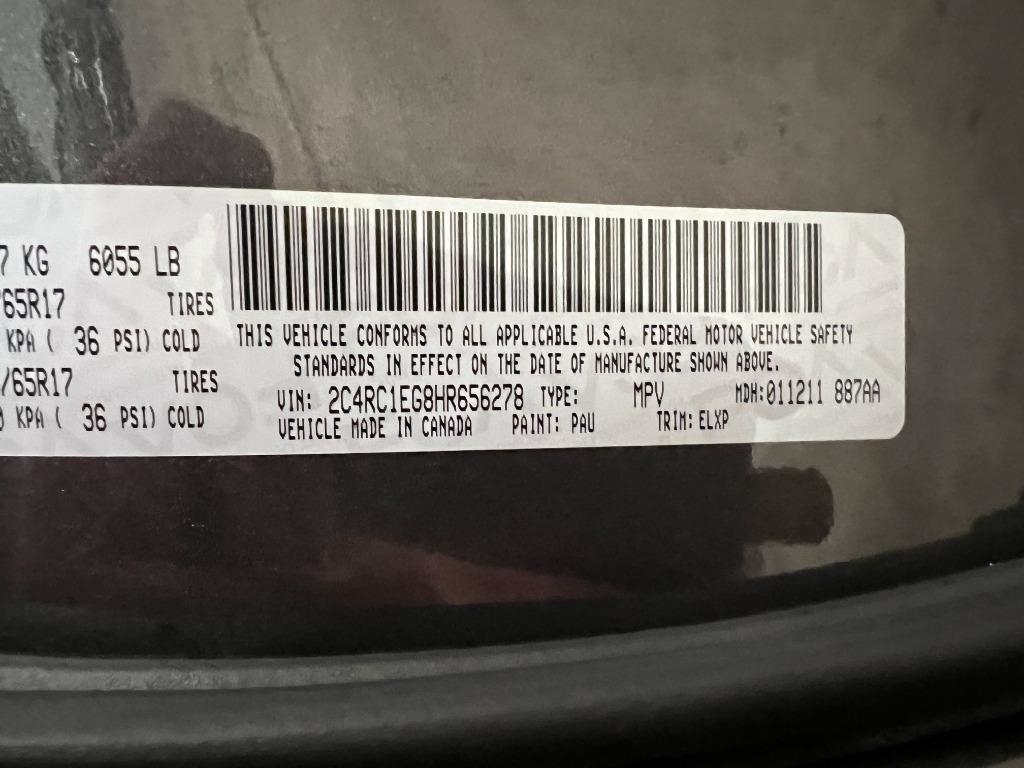 7 KG 6055 LB
/65R17 TIRES
KPA ( 36 PSI) COLD
/65R17 TIRES
0 KPA ( 36 PSI) COLD
THIS VEHICLE CONFORMS TO ALL APPLICABLE U.S.A. FEDERAL MOTOR VEHICLE SAFETY
STANDARDS IN EFFECT ON THE DATE OF MANUFACTURE SHOWN ABOVE.
VIN: 2C4RC1EG8HR656278 TYPE: MPV MDH:011211 887AA
VEHICLE MADE IN CANADA PAINT: PAU TRIM: ELXP